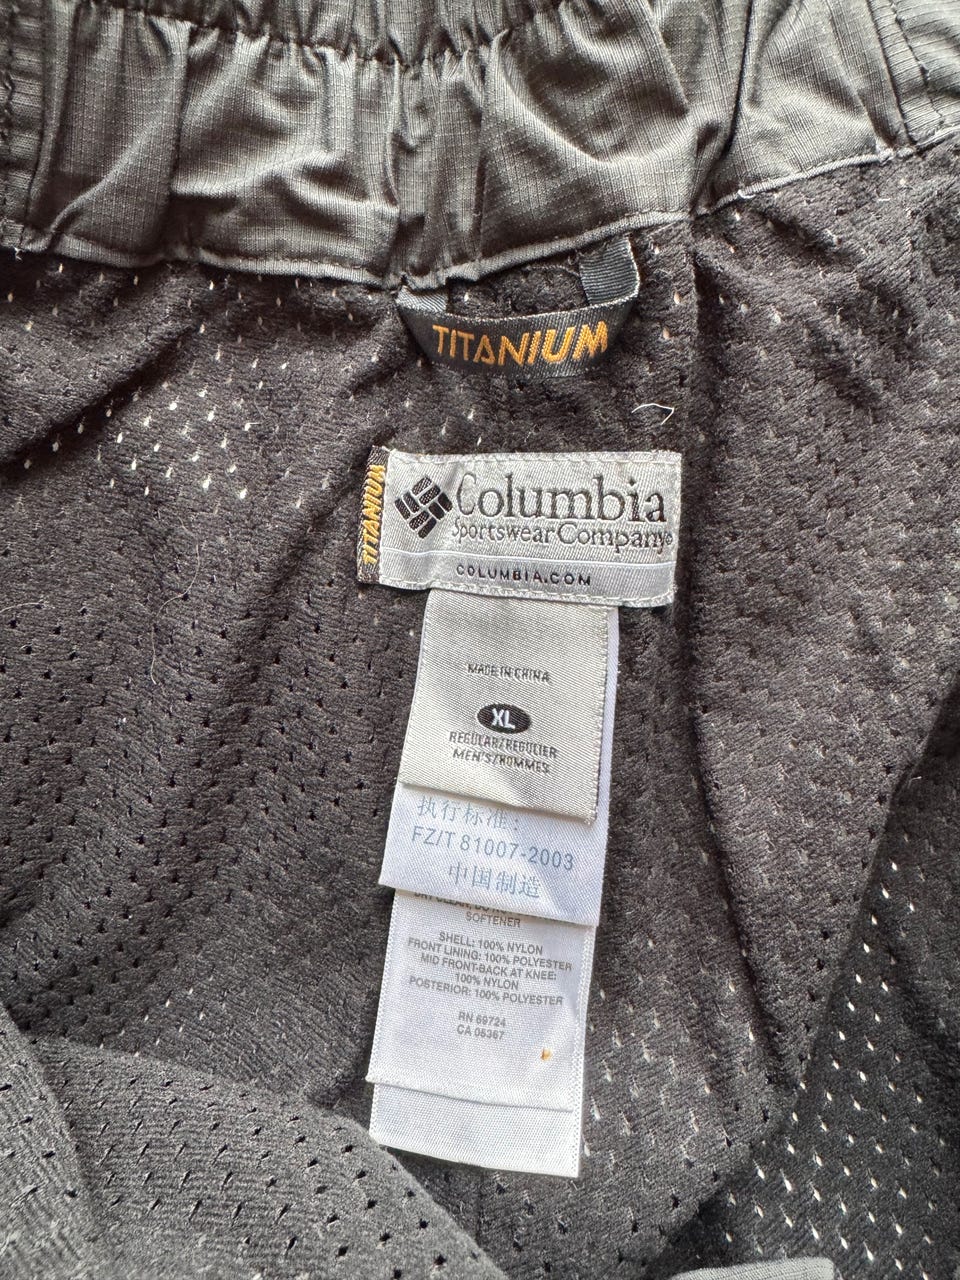 TITANIUM
TITANIUM
Columbia
Sportswear Company®
COLUMBIA.COM
MADE IN CHINA
XL
REGULAR/REGULIER
MEN'S/HOMMES
执行标准：
FZ/T 81007-2003
中国制造
DRY CLEAN,
SOFTENER
SHELL: 100% NYLON
FRONT LINING: 100% POLYESTER
MID FRONT-BACK AT KNEE:
100% NYLON
POSTERIOR: 100% POLYESTER
RN 69724
CA 05367